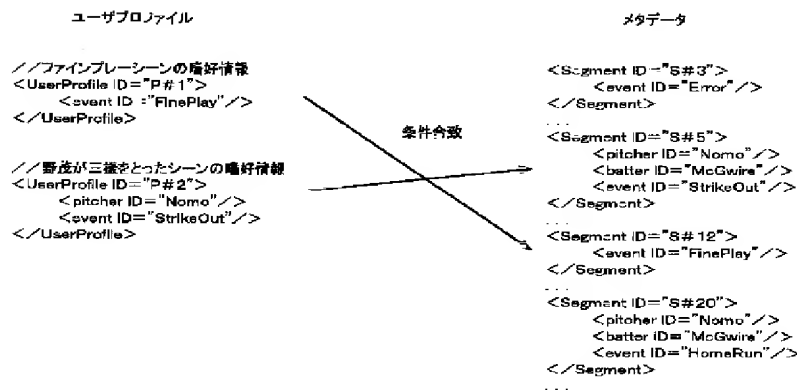 ユーザプロファイル
//ファインプレーシーンの嗜好情報
<UserProfile ID="P#1">
<event ID="FinePlay"/>
</UserProfile>
//野茂が三振をとったシーンの嗜好情報
<UserProfile ID="P#2">
<pitcher ID="Nomo"/>
<event ID="StrikeOut"/>
</UserProfile>
条件合致
メタデータ
<Segment ID="S#3">
<event ID="Error"/>
</Segment>
...
<Segment ID="S#5">
<pitcher ID="Nomo"/>
<batter ID="McGwire"/>
<event ID="StrikeOut"/>
</Segment>
...
<Segment ID="S#12">
<event ID="FinePlay"/>
</Segment>
...
<Segment ID="S#20">
<pitcher ID="Nomo"/>
<batter ID="McGwire"/>
<event ID="HomeRun"/>
</Segment>
...